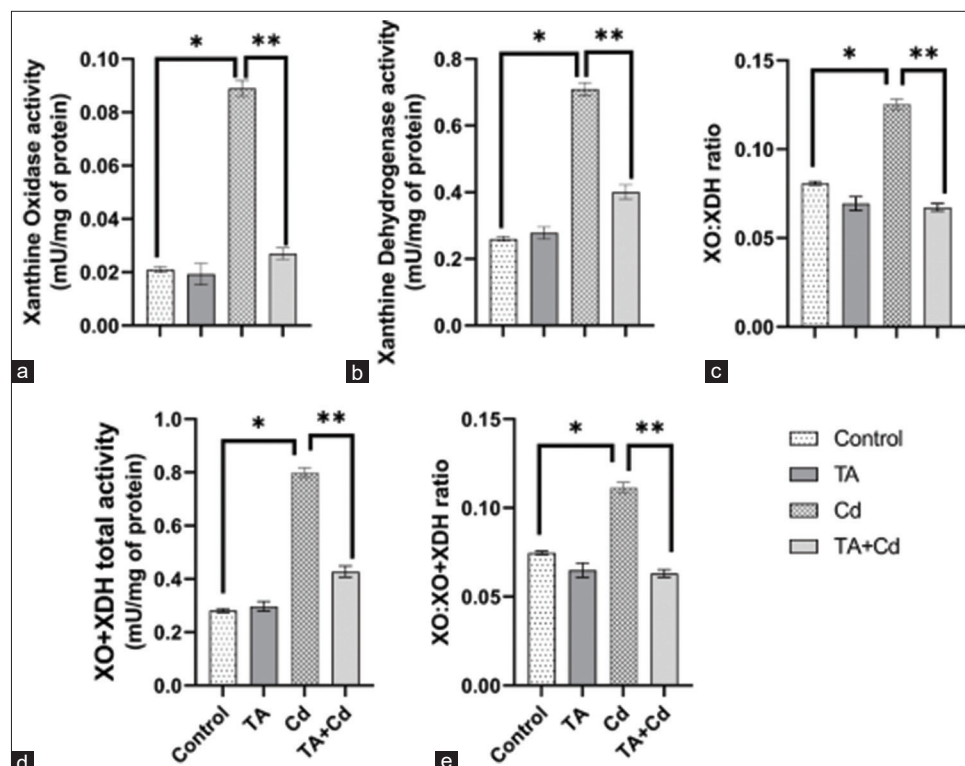 * **
Xanthine Oxidase activity
(mU/mg of protein)
0.10
0.08
0.06
0.04
0.02
0.00
a
* **
Xanthine Dehydrogenase activity
(mU/mg of protein)
0.8
0.6
0.4
0.2
0.0
b
* **
XO:XDH ratio
0.15
0.10
0.05
0.00
c
* **
XO+XDH total activity
(mU/mg of protein)
1.0
0.8
0.6
0.4
0.2
0.0
Control TA Cd TA+Cd
d
* **
XO:XO+XDH ratio
0.15
0.10
0.05
0.00
Control TA Cd TA+Cd
e
Control
TA
Cd
TA+Cd